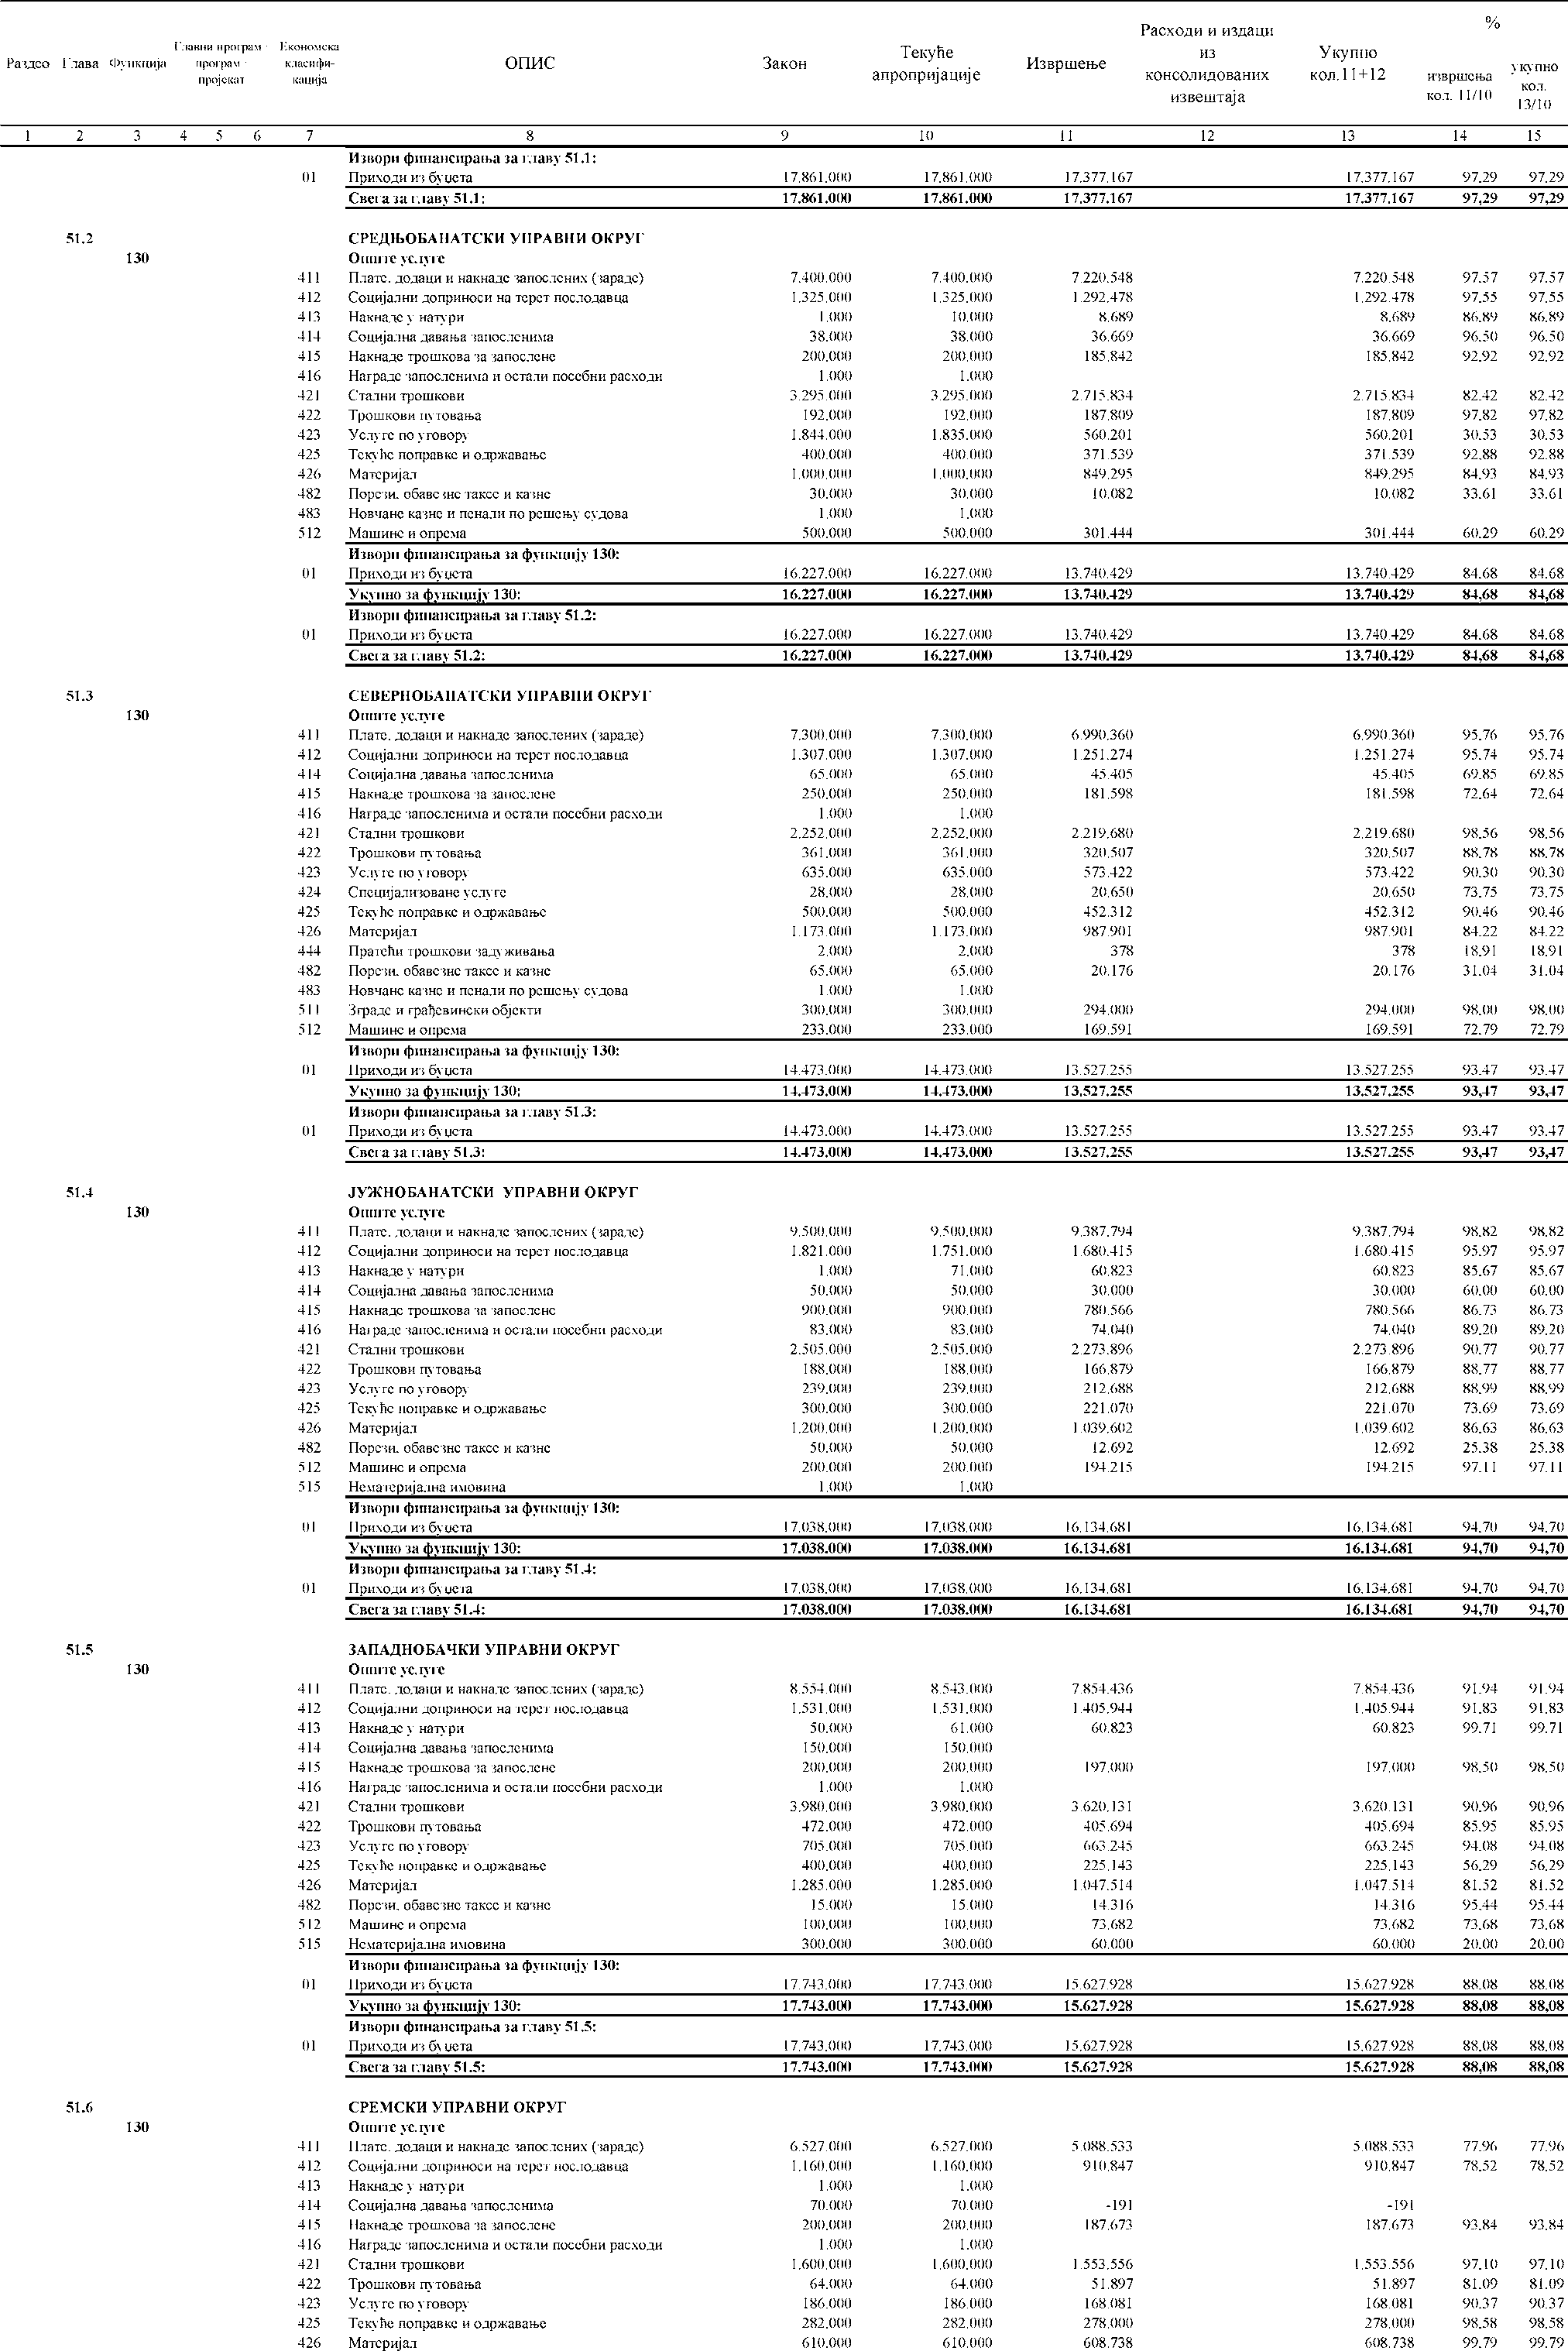 Раздео Глава Функција Главни програм - програм - пројекат Економска класифи-кација ОПИС Закон Текуће апропријације Извршење Расходи и издаци из консолидованих извештаја Укупно кол.11+12 % извршења кол. 11/10 укупно кол. 13/10
1 2 3 4 5 6 7 8 9 10 11 12 13 14 15
Извори финансирања за главу 51.1:
01 Приходи из буџета 17.861.000 17.861.000 17.377.167 17.377.167 97,29 97,29
Свега за главу 51.1: 17.861.000 17.861.000 17.377.167 17.377.167 97,29 97,29
51.2 СРЕДЊОБАНАТСКИ УПРАВНИ ОКРУГ
130 Опште услуге
411 Плате, додаци и накнаде запослених (зараде) 7.400.000 7.400.000 7.220.548 7.220.548 97,57 97,57
412 Социјални доприноси на терет послодавца 1.325.000 1.325.000 1.292.478 1.292.478 97,55 97,55
413 Накнаде у натури 1.000 10.000 8.689 8.689 86,89 86,89
414 Социјална давања запосленима 38.000 38.000 36.669 36.669 96,50 96,50
415 Накнаде трошкова за запослене 200.000 200.000 185.842 185.842 92,92 92,92
416 Награде запосленима и остали посебни расходи 1.000 1.000
421 Стални трошкови 3.295.000 3.295.000 2.715.834 2.715.834 82,42 82,42
422 Трошкови путовања 192.000 192.000 187.809 187.809 97,82 97,82
423 Услуге по уговору 1.844.000 1.835.000 560.201 560.201 30,53 30,53
425 Текуће поправке и одржавање 400.000 400.000 371.539 371.539 92,88 92,88
426 Материјал 1.000.000 1.000.000 849.295 849.295 84,93 84,93
482 Порези, обавезне таксе и казне 30.000 30.000 10.082 10.082 33,61 33,61
483 Новчане казне и пенали по решењу судова 1.000 1.000
512 Машине и опрема 500.000 500.000 301.444 301.444 60,29 60,29
Извори финансирања за функцију 130:
01 Приходи из буџета 16.227.000 16.227.000 13.740.429 13.740.429 84,68 84,68
Укупно за функцију 130: 16.227.000 16.227.000 13.740.429 13.740.429 84,68 84,68
Извори финансирања за главу 51.2:
01 Приходи из буџета 16.227.000 16.227.000 13.740.429 13.740.429 84,68 84,68
Свега за главу 51.2: 16.227.000 16.227.000 13.740.429 13.740.429 84,68 84,68
51.3 СЕВЕРНОБАНАТСКИ УПРАВНИ ОКРУГ
130 Опште услуге
411 Плате, додаци и накнаде запослених (зараде) 7.300.000 7.300.000 6.990.360 6.990.360 95,76 95,76
412 Социјални доприноси на терет послодавца 1.307.000 1.307.000 1.251.274 1.251.274 95,74 95,74
414 Социјална давања запосленима 65.000 65.000 45.405 45.405 69,85 69,85
415 Накнаде трошкова за запослене 250.000 250.000 181.598 181.598 72,64 72,64
416 Награде запосленима и остали посебни расходи 1.000 1.000
421 Стални трошкови 2.252.000 2.252.000 2.219.680 2.219.680 98,56 98,56
422 Трошкови путовања 361.000 361.000 320.507 320.507 88,78 88,78
423 Услуге по уговору 635.000 635.000 573.422 573.422 90,30 90,30
424 Специјализоване услуге 28.000 28.000 20.650 20.650 73,75 73,75
425 Текуће поправке и одржавање 500.000 500.000 452.312 452.312 90,46 90,46
426 Материјал 1.173.000 1.173.000 987.901 987.901 84,22 84,22
444 Пратећи трошкови задуживања 2.000 2.000 378 378 18,91 18,91
482 Порези, обавезне таксе и казне 65.000 65.000 20.176 20.176 31,04 31,04
483 Новчане казне и пенали по решењу судова 1.000 1.000
511 Зграде и грађевински објекти 300.000 300.000 294.000 294.000 98,00 98,00
512 Машине и опрема 233.000 233.000 169.591 169.591 72,79 72,79
Извори финансирања за функцију 130:
01 Приходи из буџета 14.473.000 14.473.000 13.527.255 13.527.255 93,47 93,47
Укупно за функцију 130: 14.473.000 14.473.000 13.527.255 13.527.255 93,47 93,47
Извори финансирања за главу 51.3:
01 Приходи из буџета 14.473.000 14.473.000 13.527.255 13.527.255 93,47 93,47
Свега за главу 51.3: 14.473.000 14.473.000 13.527.255 13.527.255 93,47 93,47
51.4 ЈУЖНОБАНАТСКИ УПРАВНИ ОКРУГ
130 Опште услуге
411 Плате, додаци и накнаде запослених (зараде) 9.500.000 9.500.000 9.387.794 9.387.794 98,82 98,82
412 Социјални доприноси на терет послодавца 1.821.000 1.751.000 1.680.415 1.680.415 95,97 95,97
413 Накнаде у натури 1.000 71.000 60.823 60.823 85,67 85,67
414 Социјална давања запосленима 50.000 50.000 30.000 30.000 60,00 60,00
415 Накнаде трошкова за запослене 900.000 900.000 780.566 780.566 86,73 86,73
416 Награде запосленима и остали посебни расходи 83.000 83.000 74.040 74.040 89,20 89,20
421 Стални трошкови 2.505.000 2.505.000 2.273.896 2.273.896 90,77 90,77
422 Трошкови путовања 188.000 188.000 166.879 166.879 88,77 88,77
423 Услуге по уговору 239.000 239.000 212.688 212.688 88,99 88,99
425 Текуће поправке и одржавање 300.000 300.000 221.070 221.070 73,69 73,69
426 Материјал 1.200.000 1.200.000 1.039.602 1.039.602 86,63 86,63
482 Порези, обавезне таксе и казне 50.000 50.000 12.692 12.692 25,38 25,38
512 Машине и опрема 200.000 200.000 194.215 194.215 97,11 97,11
515 Нематеријална имовина 1.000 1.000
Извори финансирања за функцију 130:
01 Приходи из буџета 17.038.000 17.038.000 16.134.681 16.134.681 94,70 94,70
Укупно за функцију 130: 17.038.000 17.038.000 16.134.681 16.134.681 94,70 94,70
Извори финансирања за главу 51.4:
01 Приходи из буџета 17.038.000 17.038.000 16.134.681 16.134.681 94,70 94,70
Свега за главу 51.4: 17.038.000 17.038.000 16.134.681 16.134.681 94,70 94,70
51.5 ЗАПАДНОБАЧКИ УПРАВНИ ОКРУГ
130 Опште услуге
411 Плате, додаци и накнаде запослених (зараде) 8.554.000 8.543.000 7.854.436 7.854.436 91,94 91,94
412 Социјални доприноси на терет послодавца 1.531.000 1.531.000 1.405.944 1.405.944 91,83 91,83
413 Накнаде у натури 50.000 61.000 60.823 60.823 99,71 99,71
414 Социјална давања запосленима 150.000 150.000
415 Накнаде трошкова за запослене 200.000 200.000 197.000 197.000 98,50 98,50
416 Награде запосленима и остали посебни расходи 1.000 1.000
421 Стални трошкови 3.980.000 3.980.000 3.620.131 3.620.131 90,96 90,96
422 Трошкови путовања 472.000 472.000 405.694 405.694 85,95 85,95
423 Услуге по уговору 705.000 705.000 663.245 663.245 94,08 94,08
425 Текуће поправке и одржавање 400.000 400.000 225.143 225.143 56,29 56,29
426 Материјал 1.285.000 1.285.000 1.047.514 1.047.514 81,52 81,52
482 Порези, обавезне таксе и казне 15.000 15.000 14.316 14.316 95,44 95,44
512 Машине и опрема 100.000 100.000 73.682 73.682 73,68 73,68
515 Нематеријална имовина 300.000 300.000 60.000 60.000 20,00 20,00
Извори финансирања за функцију 130:
01 Приходи из буџета 17.743.000 17.743.000 15.627.928 15.627.928 88,08 88,08
Укупно за функцију 130: 17.743.000 17.743.000 15.627.928 15.627.928 88,08 88,08
Извори финансирања за главу 51.5:
01 Приходи из буџета 17.743.000 17.743.000 15.627.928 15.627.928 88,08 88,08
Свега за главу 51.5: 17.743.000 17.743.000 15.627.928 15.627.928 88,08 88,08
51.6 СРЕМСКИ УПРАВНИ ОКРУГ
130 Опште услуге
411 Плате, додаци и накнаде запослених (зараде) 6.527.000 6.527.000 5.088.533 5.088.533 77,96 77,96
412 Социјални доприноси на терет послодавца 1.160.000 1.160.000 910.847 910.847 78,52 78,52
413 Накнаде у натури 1.000 1.000
414 Социјална давања запосленима 70.000 70.000 -191 -191
415 Накнаде трошкова за запослене 200.000 200.000 187.673 187.673 93,84 93,84
416 Награде запосленима и остали посебни расходи 1.000 1.000
421 Стални трошкови 1.600.000 1.600.000 1.553.556 1.553.556 97,10 97,10
422 Трошкови путовања 64.000 64.000 51.897 51.897 81,09 81,09
423 Услуге по уговору 186.000 186.000 168.081 168.081 90,37 90,37
425 Текуће поправке и одржавање 282.000 282.000 278.000 278.000 98,58 98,58
426 Материјал 610.000 610.000 608.738 608.738 99,79 99,79